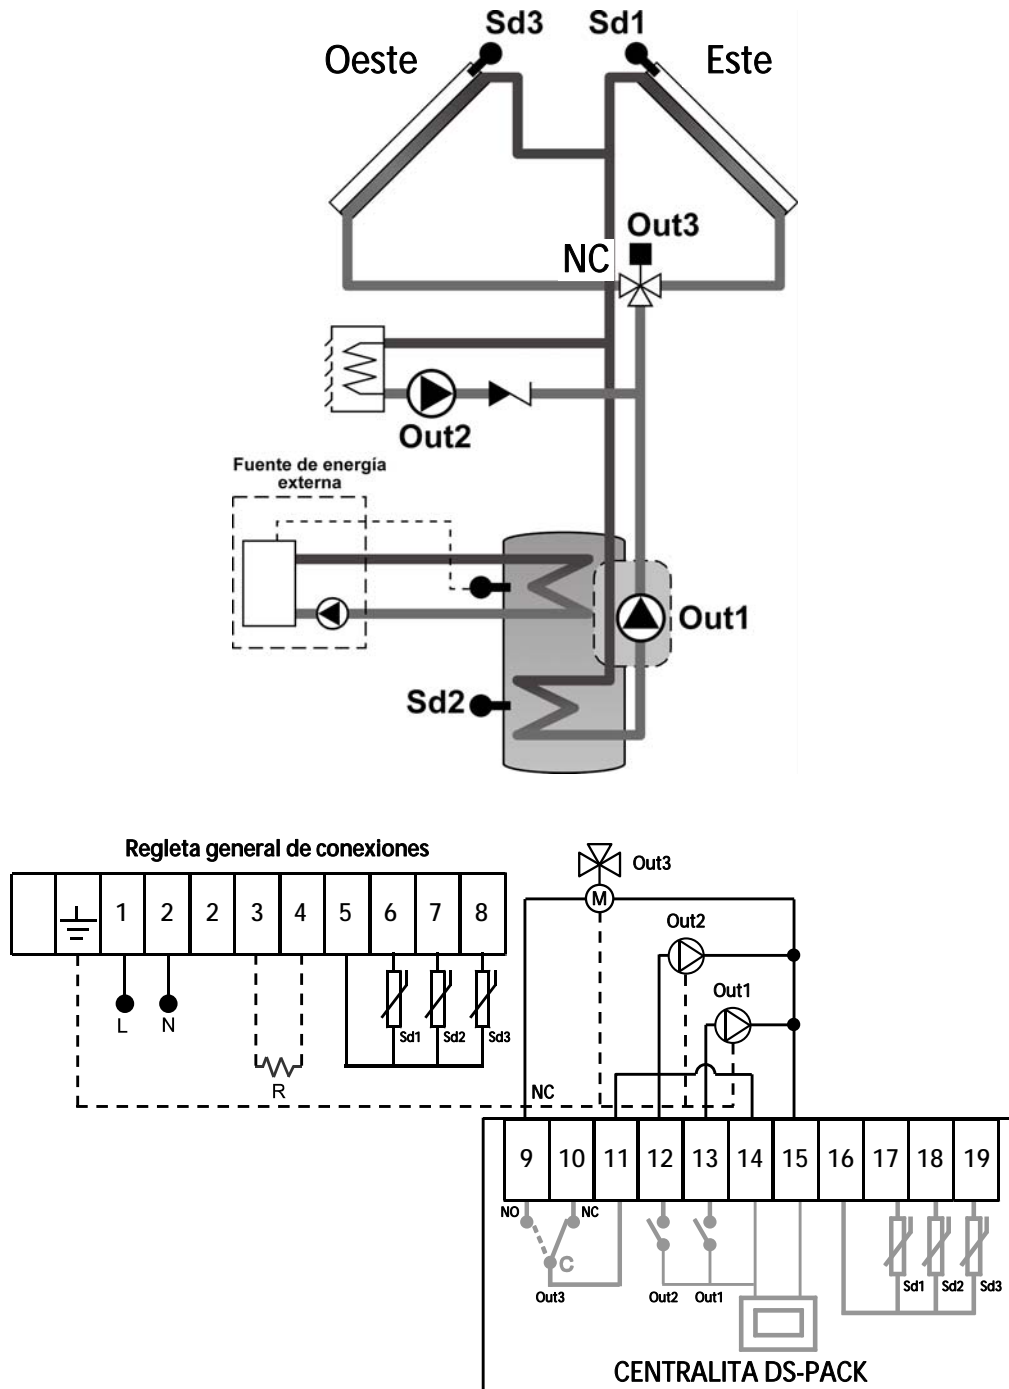 Sd3 Sd1
Oeste Este
Out3
NC
Out2
Fuente de energía
externa
Out1
Sd2
Regleta general de conexiones
1 2 2 3 4 5 6 7 8
L N
R
Sd1 Sd2 Sd3
Out3
M
Out2
Out1
NC
9 10 11 12 13 14 15 16 17 18 19
NO NC
C
Out3 Out2 Out1
Sd1 Sd2 Sd3
CENTRALITA DS-PACK